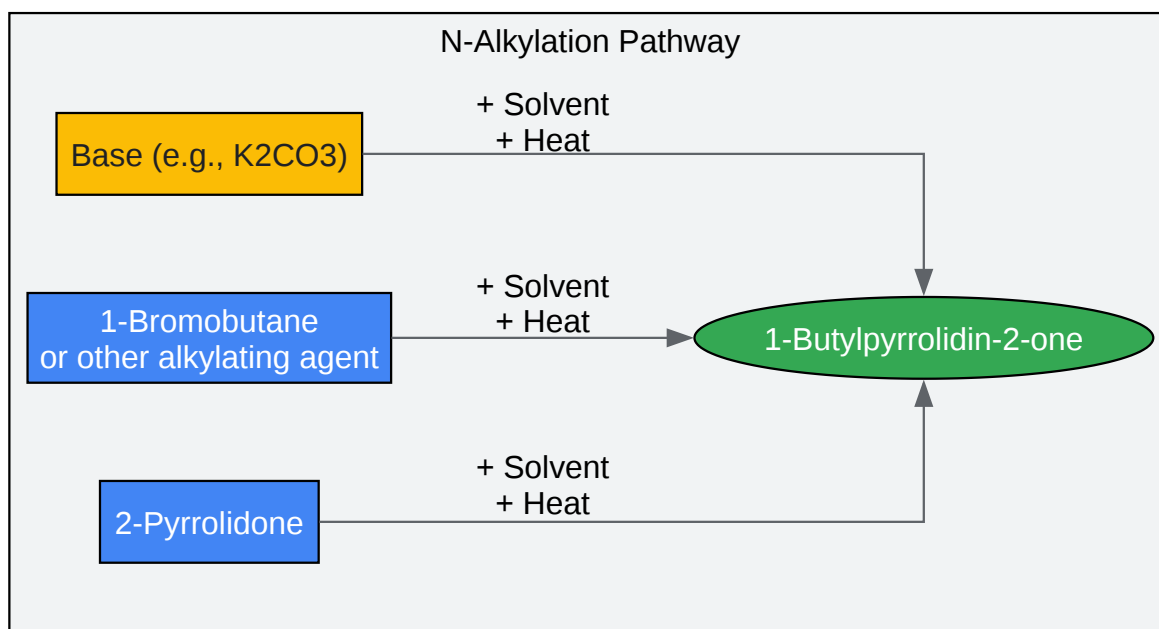 N-Alkylation Pathway
+ Solvent
+ Heat
Base (e.g., K2CO3)
+ Solvent
+ Heat
1-Bromobutane
or other alkylating agent
1-Butylpyrrolidin-2-one
+ Solvent
+ Heat
2-Pyrrolidone